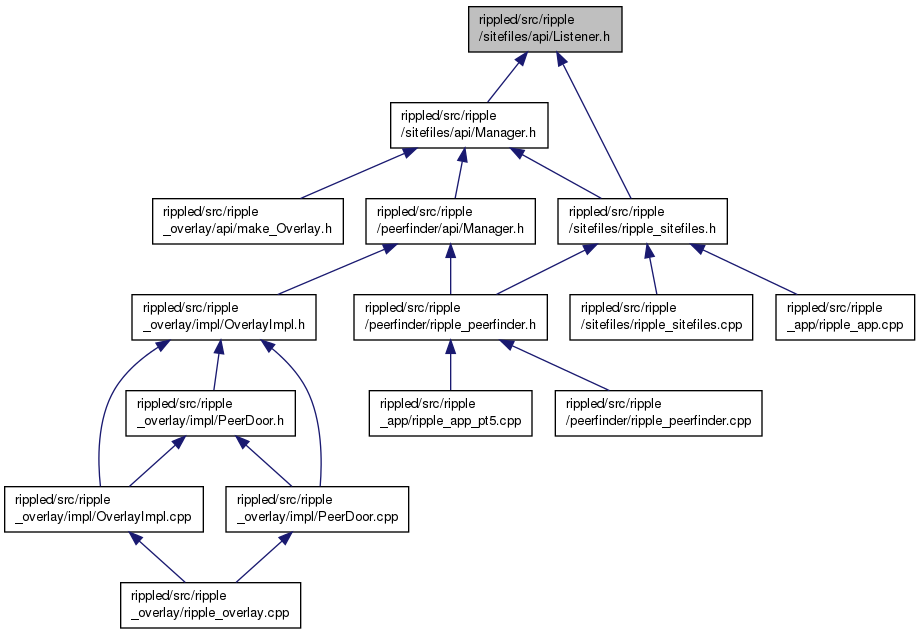 rippled/src/ripple
/sitefiles/api/Listener.h
rippled/src/ripple
/sitefiles/api/Manager.h
rippled/src/ripple
_overlay/api/make_Overlay.h
rippled/src/ripple
/peerfinder/api/Manager.h
rippled/src/ripple
/sitefiles/ripple_sitefiles.h
rippled/src/ripple
_overlay/impl/OverlayImpl.h
rippled/src/ripple
/peerfinder/ripple_peerfinder.h
rippled/src/ripple
/sitefiles/ripple_sitefiles.cpp
rippled/src/ripple
_app/ripple_app.cpp
rippled/src/ripple
_overlay/impl/PeerDoor.h
rippled/src/ripple
_app/ripple_app_pt5.cpp
rippled/src/ripple
/peerfinder/ripple_peerfinder.cpp
rippled/src/ripple
_overlay/impl/OverlayImpl.cpp
rippled/src/ripple
_overlay/impl/PeerDoor.cpp
rippled/src/ripple
_overlay/ripple_overlay.cpp